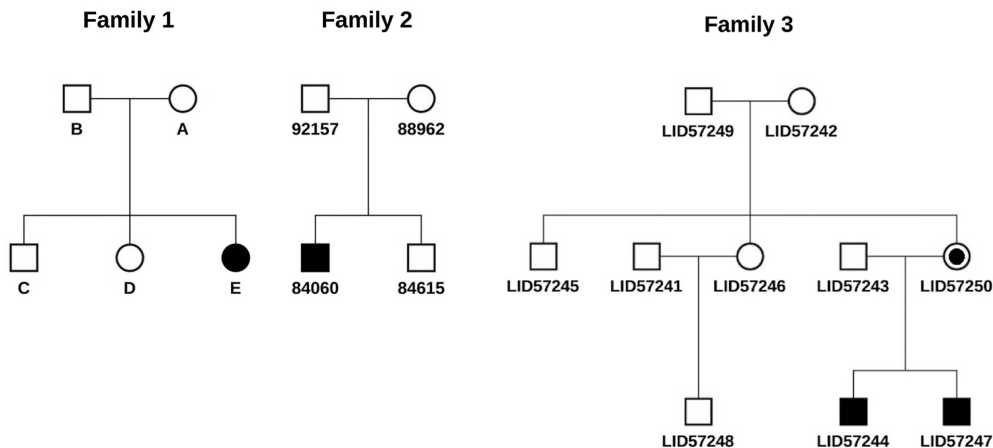 Family 1 Family 2 Family 3
B A 92157 88962 LID57249 LID57242
C D E 84060 84615 LID57245 LID57241 LID57246 LID57243 LID57250
LID57248 LID57244 LID57247